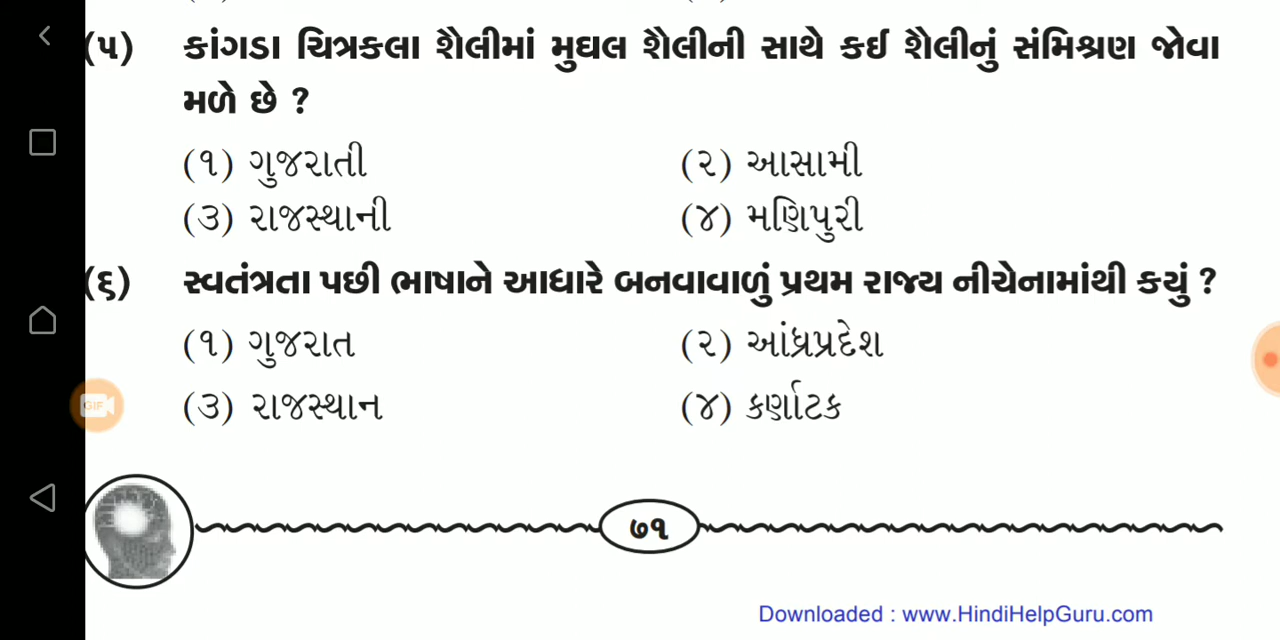 (૫) કાંગડા ચિત્રકલા શૈલીમાં મુઘલ શૈલીની સાથે કઈ શૈલીનું સંમિશ્રણ જોવા
મળે છે ?
(૧) ગુજરાતી (૨) આસામી
(૩) રાજસ્થાની (૪) મણિપુરી
(૬) સ્વતંત્રતા પછી ભાષાને આધારે બનવાવાળું પ્રથમ રાજ્ય નીચેનામાંથી કયું ?
(૧) ગુજરાત (૨) આંધ્રપ્રદેશ
(૩) રાજસ્થાન (૪) કર્ણાટક
GIF
૭૧
Downloaded : www.HindiHelpGuru.com